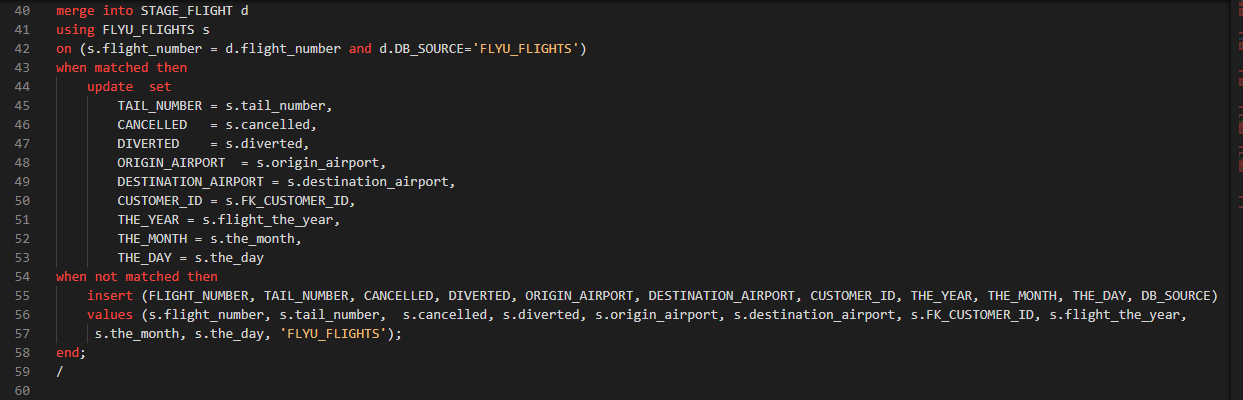 40 merge into STAGE_FLIGHT d
41 using FLYU_FLIGHTS s
42 on (s.flight_number = d.flight_number and d.DB_SOURCE='FLYU_FLIGHTS')
43 when matched then
44     update  set
45         TAIL_NUMBER = s.tail_number,
46         CANCELLED   = s.cancelled,
47         DIVERTED    = s.diverted,
48         ORIGIN_AIRPORT  = s.origin_airport,
49         DESTINATION_AIRPORT = s.destination_airport,
50         CUSTOMER_ID = s.FK_CUSTOMER_ID,
51         THE_YEAR = s.flight_the_year,
52         THE_MONTH = s.the_month,
53         THE_DAY = s.the_day
54 when not matched then
55     insert (FLIGHT_NUMBER, TAIL_NUMBER, CANCELLED, DIVERTED, ORIGIN_AIRPORT, DESTINATION_AIRPORT, CUSTOMER_ID, THE_YEAR, THE_MONTH, THE_DAY, DB_SOURCE)
56     values (s.flight_number, s.tail_number,  s.cancelled, s.diverted, s.origin_airport, s.destination_airport, s.FK_CUSTOMER_ID, s.flight_the_year,
57      s.the_month, s.the_day, 'FLYU_FLIGHTS');
58 end;
59 /
60